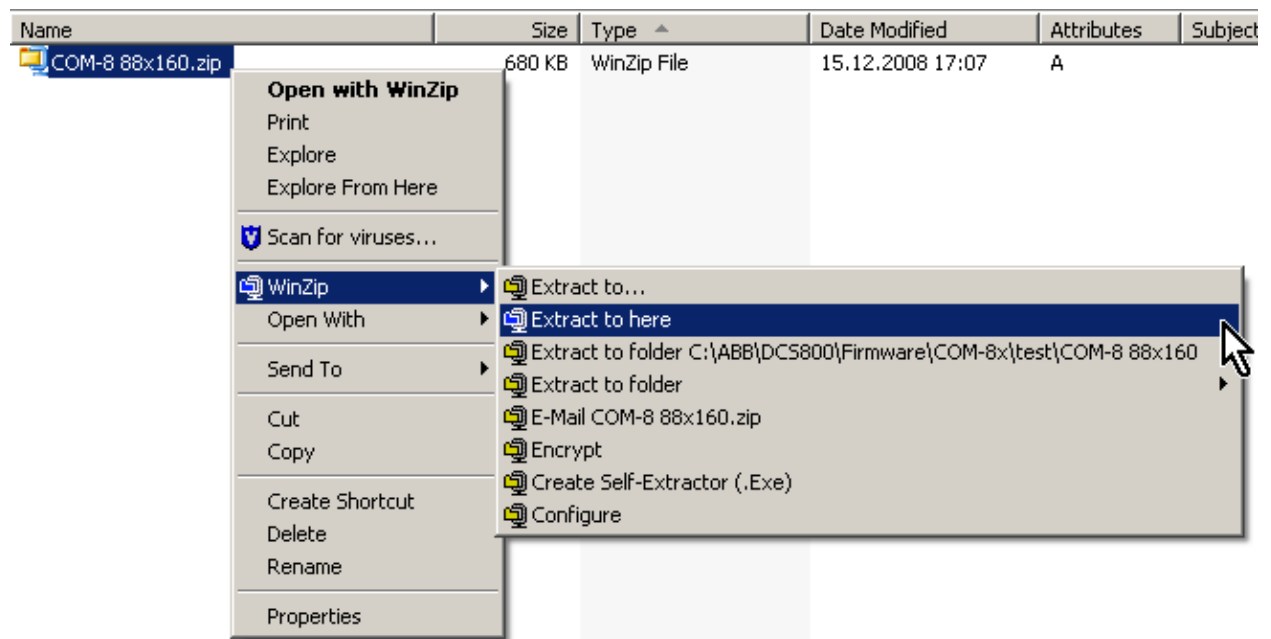 Name Size Type Date Modified Attributes Subject
COM-8 88x160.zip 680 KB WinZip File 15.12.2008 17:07 A
Open with WinZip
Print
Explore
Explore From Here
Scan for viruses...
WinZip
Open With
Send To
Cut
Copy
Create Shortcut
Delete
Rename
Properties
Extract to...
Extract to here
Extract to folder C:\ABB\DCS800\Firmware\COM-8x\test\COM-8 88x160
Extract to folder
E-Mail COM-8 88x160.zip
Encrypt
Create Self-Extractor (.Exe)
Configure